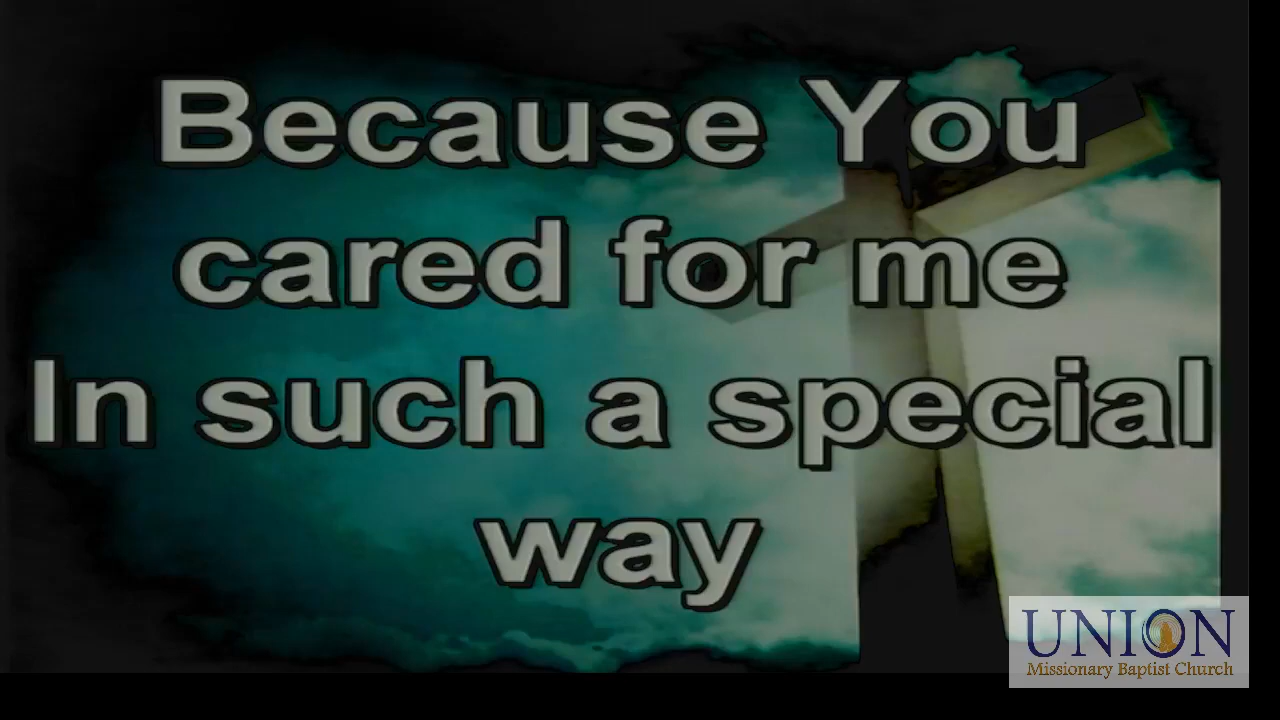 Because You
cared for me
In such a special
way
UNION
Missionary Baptist Church